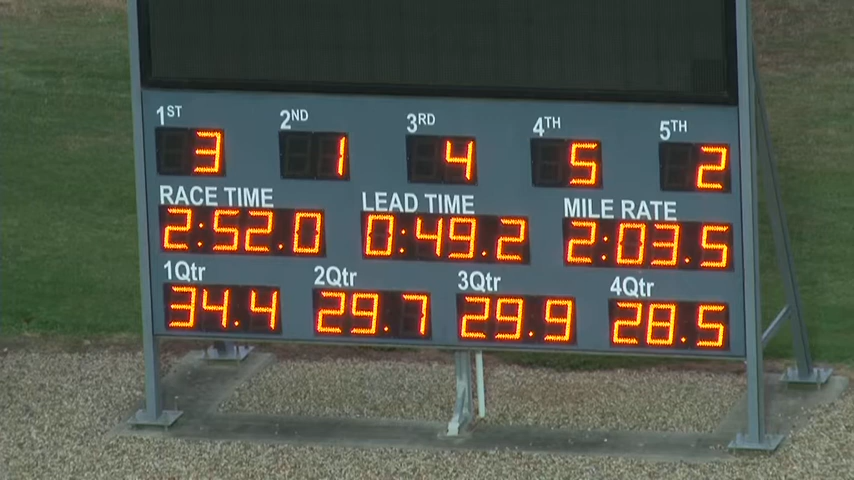 1ST 2ND 3RD 4TH 5TH
3 1 4 5 2
RACE TIME LEAD TIME MILE RATE
2:52.0 0:49.2 2:03.5
1Qtr 2Qtr 3Qtr 4Qtr
34.4 29.7 29.9 28.5